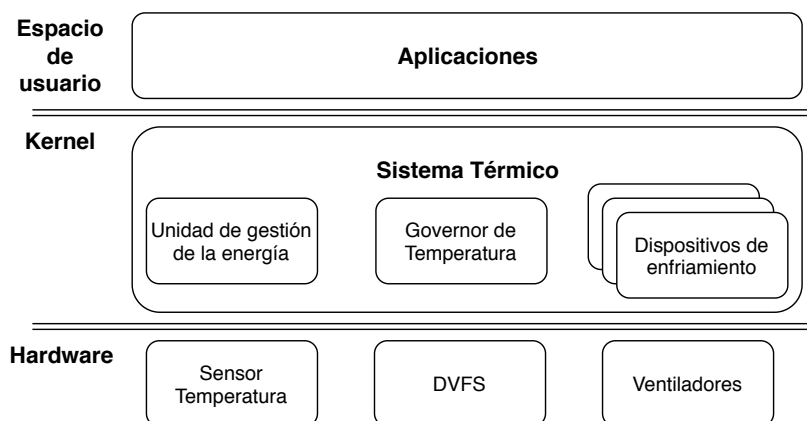 Espacio
de
usuario
Aplicaciones
Kernel
Sistema Térmico
Unidad de gestión
de la energía
Governor de
Temperatura
Dispositivos de
enfriamiento
Hardware
Sensor
Temperatura
DVFS
Ventiladores